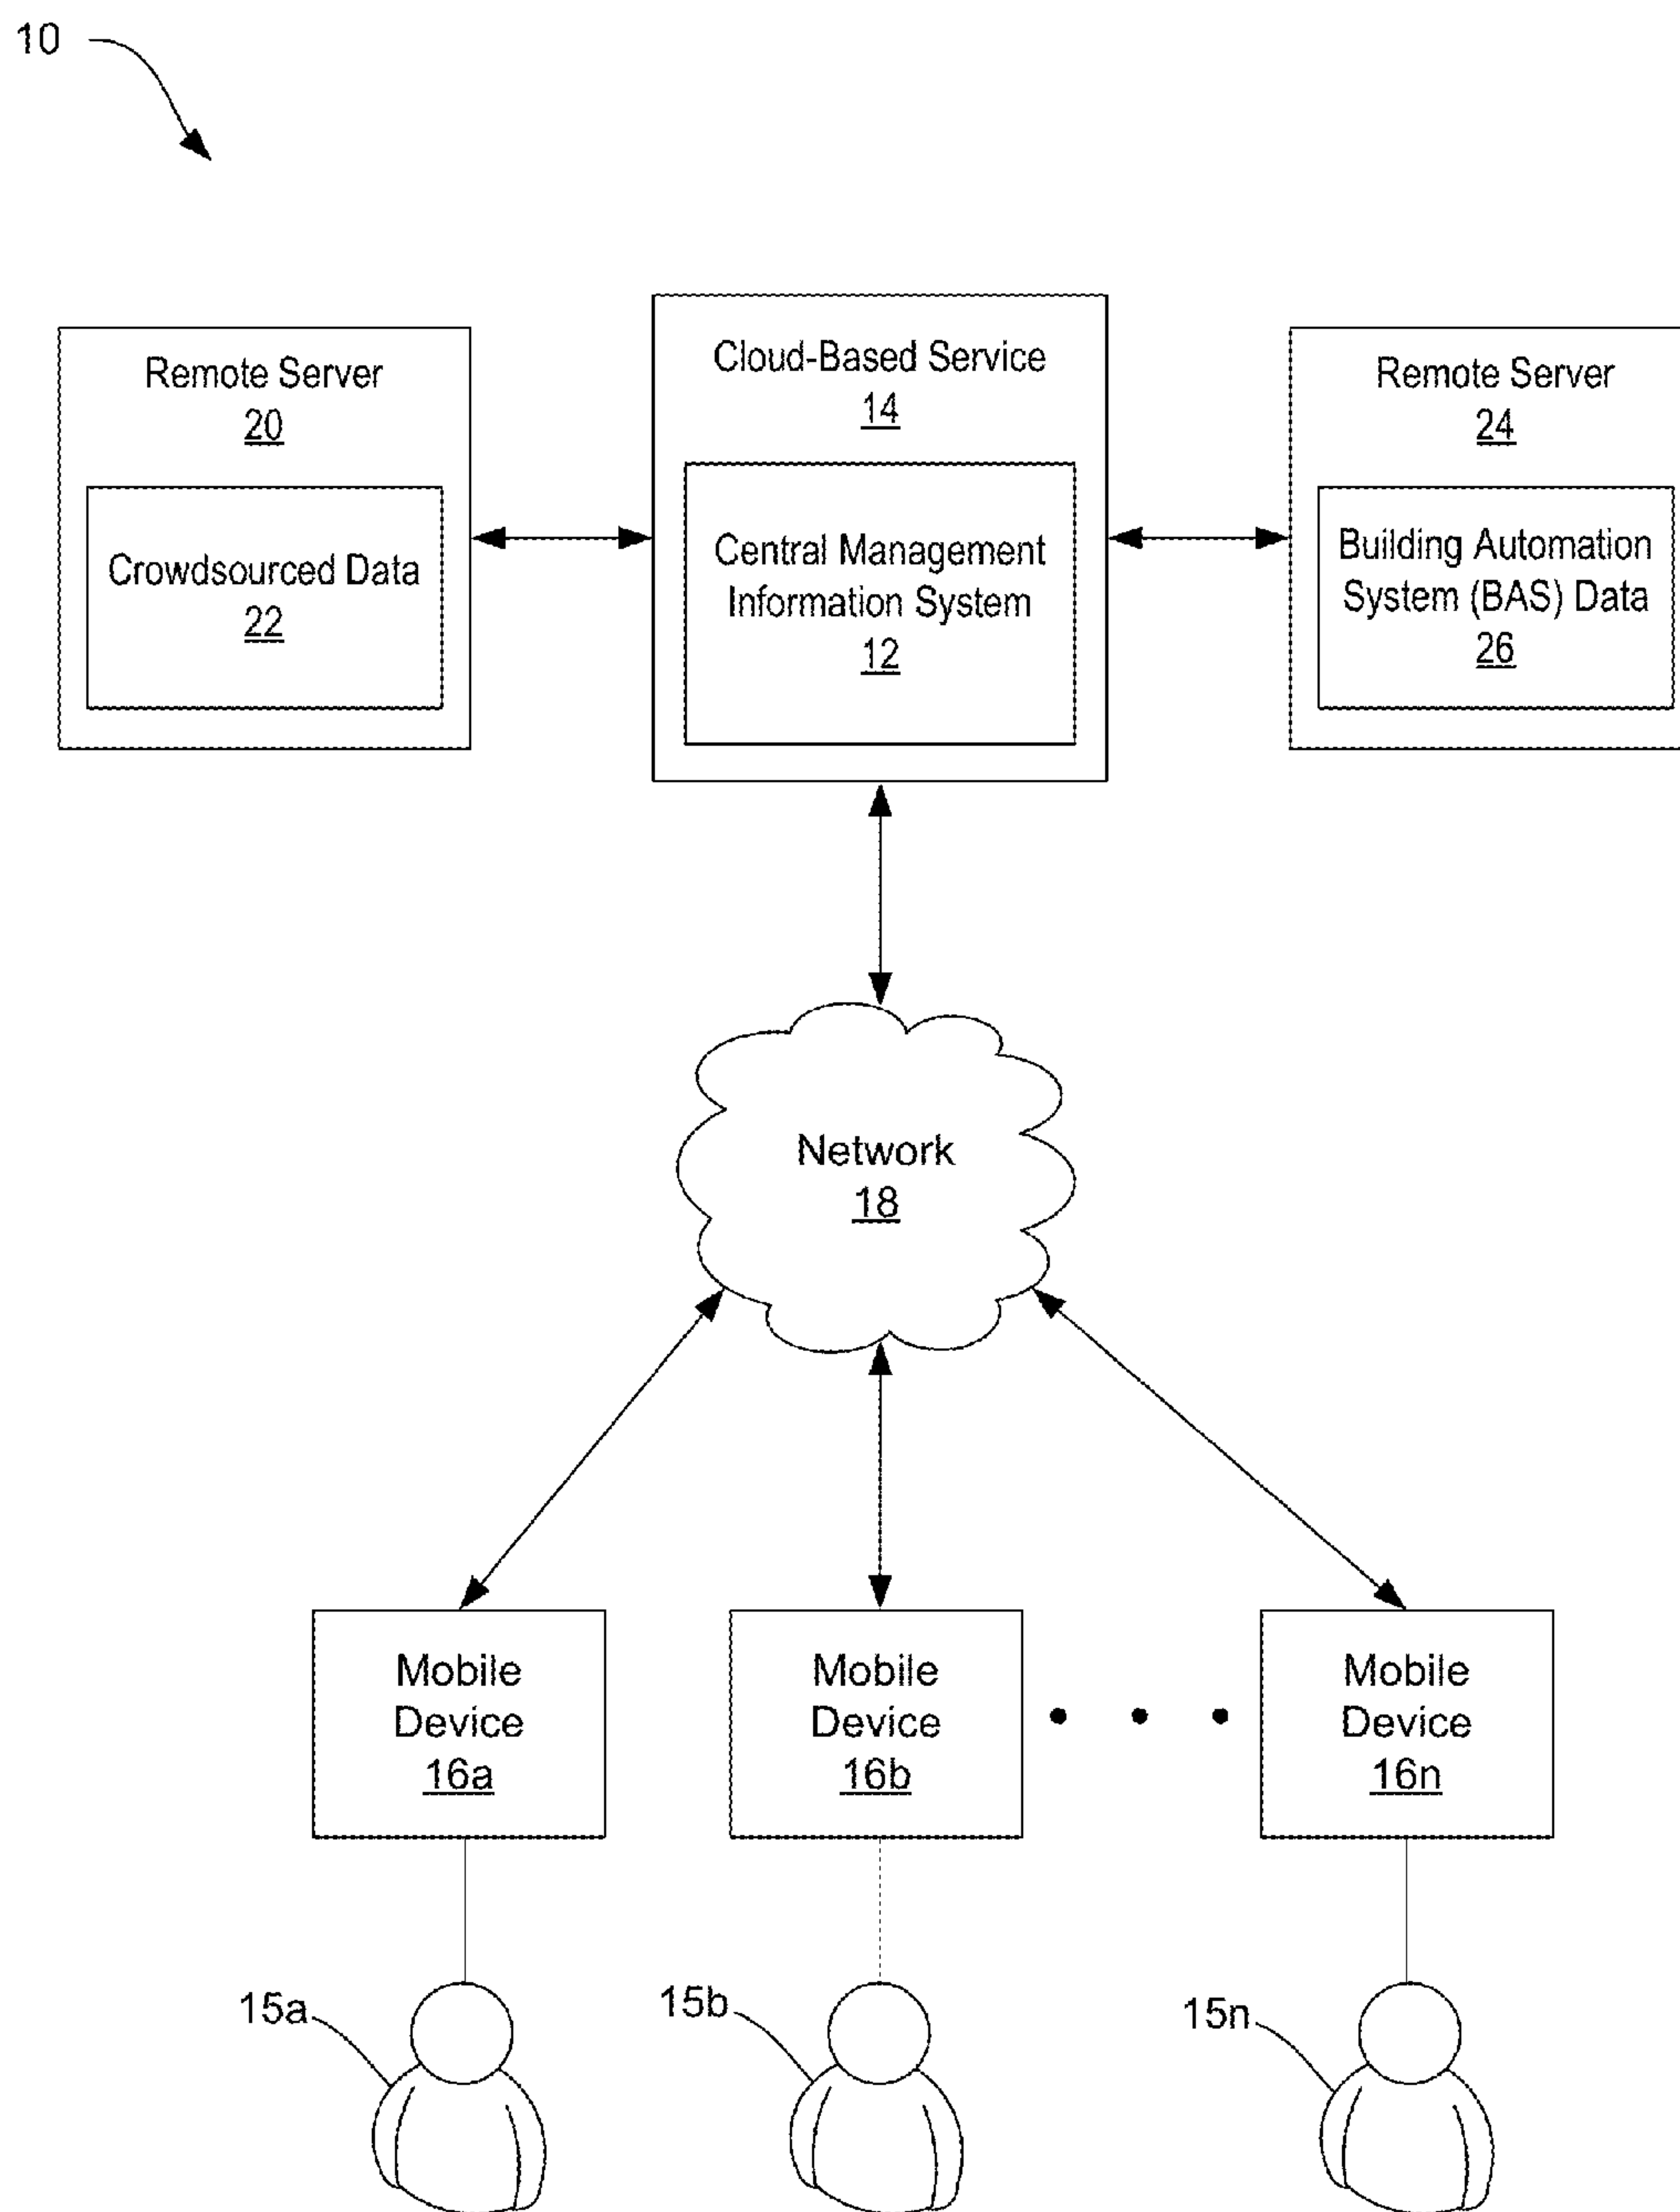 10
Remote Server
20
Crowdsourced Data
22
Cloud-Based Service
14
Central Management
Information System
12
Remote Server
24
Building Automation
System (BAS) Data
26
Network
18
Mobile
Device
16a
Mobile
Device
16b
Mobile
Device
16n
15a
15b
15n